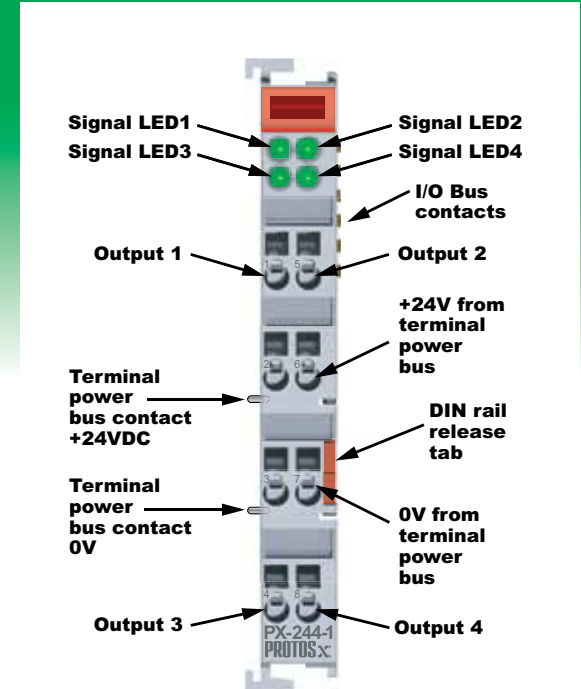 Signal LED1
Signal LED2
Signal LED3
Signal LED4
I/O Bus
contacts
Output 1
Output 2
1
5
+24V from
terminal
power
bus
2
6
Terminal
power
bus contact
+24VDC
DIN rail
release
tab
3
7
Terminal
power
bus contact
0V
0V from
terminal
power
bus
4
8
Output 3
Output 4
PX-244-1
PROTOS X